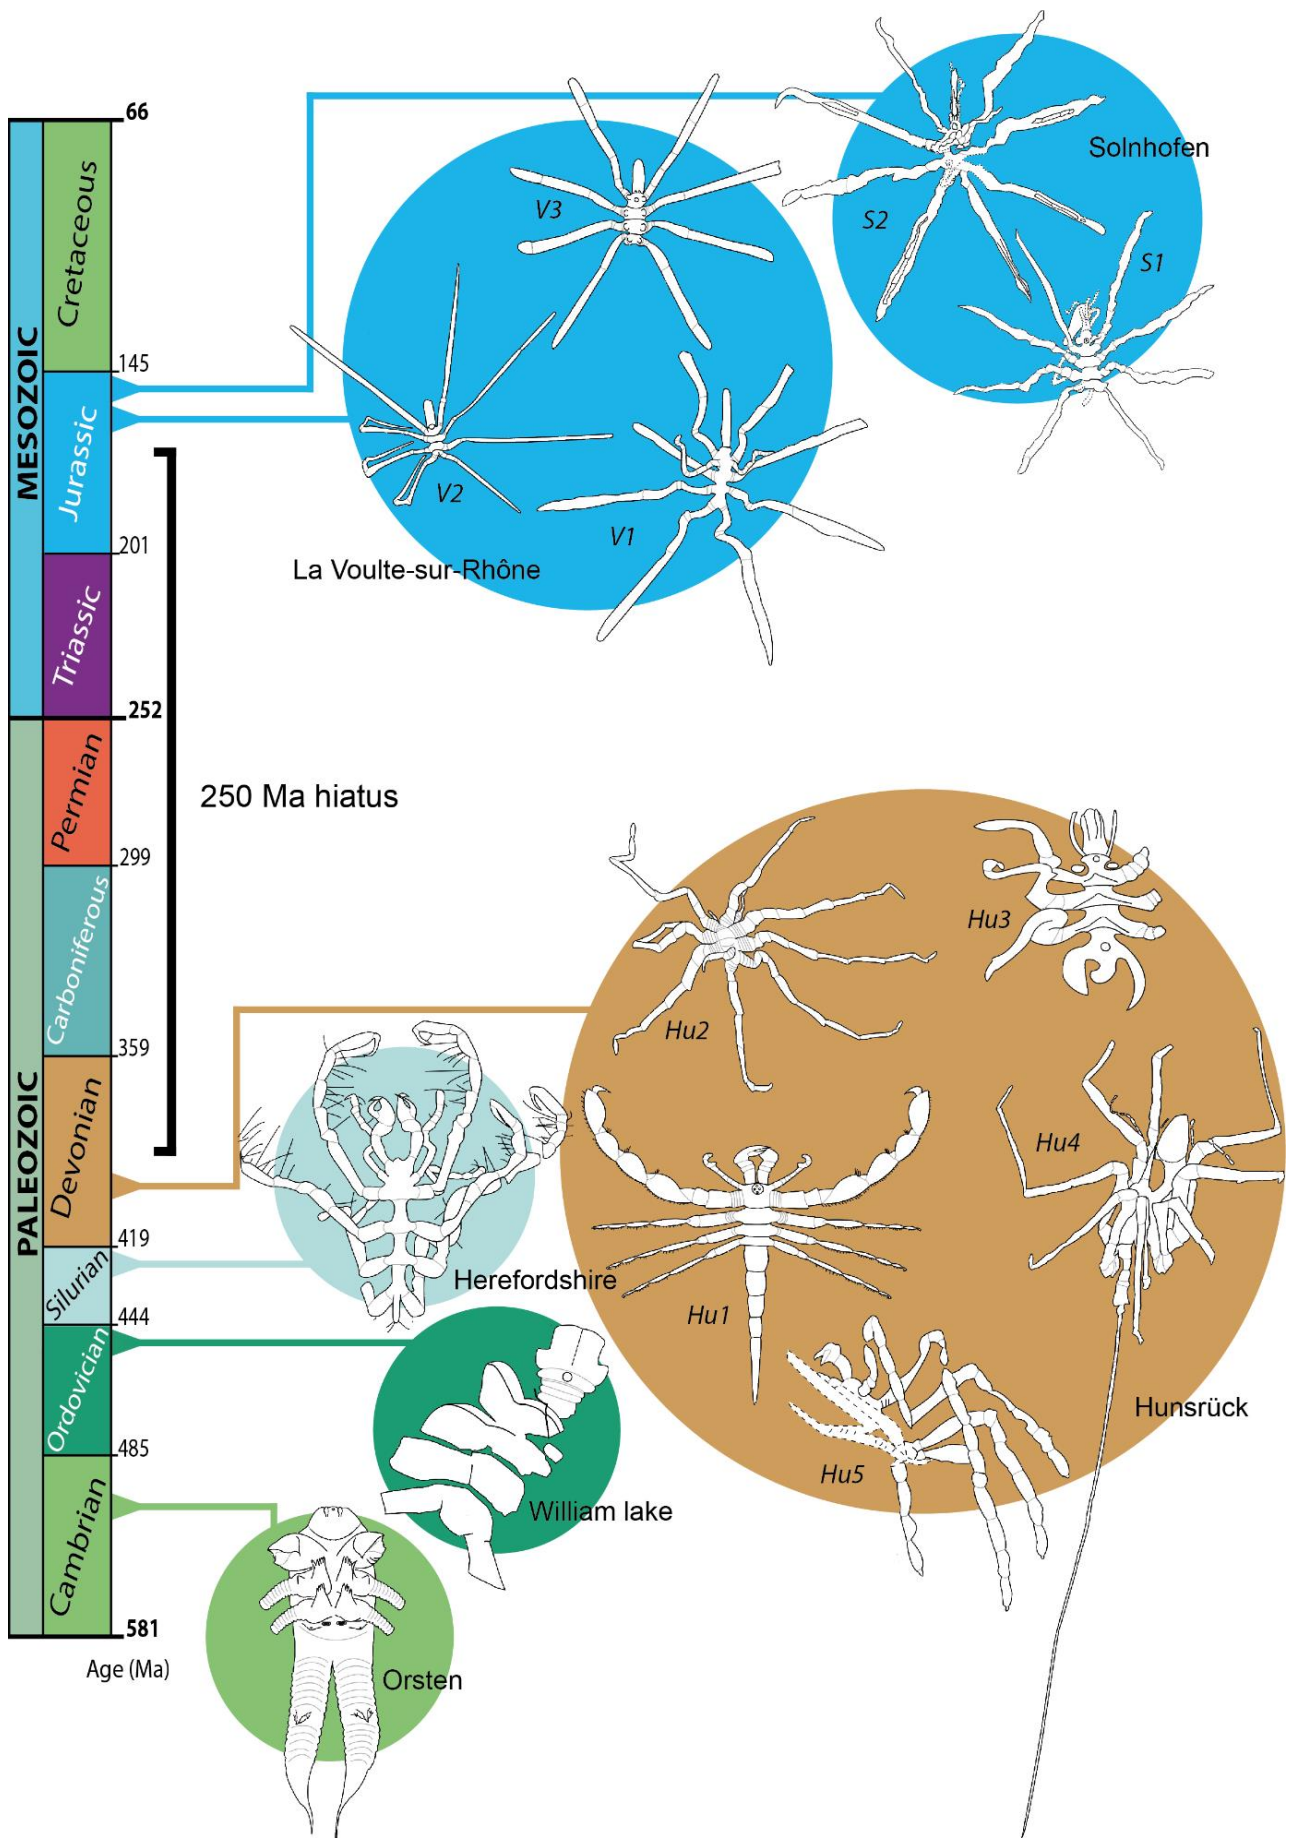 66
MESOZOIC
Cretaceous
145
Jurassic
201
Triassic
252
PALEOZOIC
Permian
299
Carboniferous
359
Devonian
419
Silurian
444
Ordovician
485
Cambrian
581
Age (Ma)
250 Ma hiatus
Solnhofen
S2
S1
V3
V2
V1
La Voulte-sur-Rhône
Hu2
Hu3
Hu4
Hu1
Hu5
Hunsrück
Herefordshire
William lake
Orsten